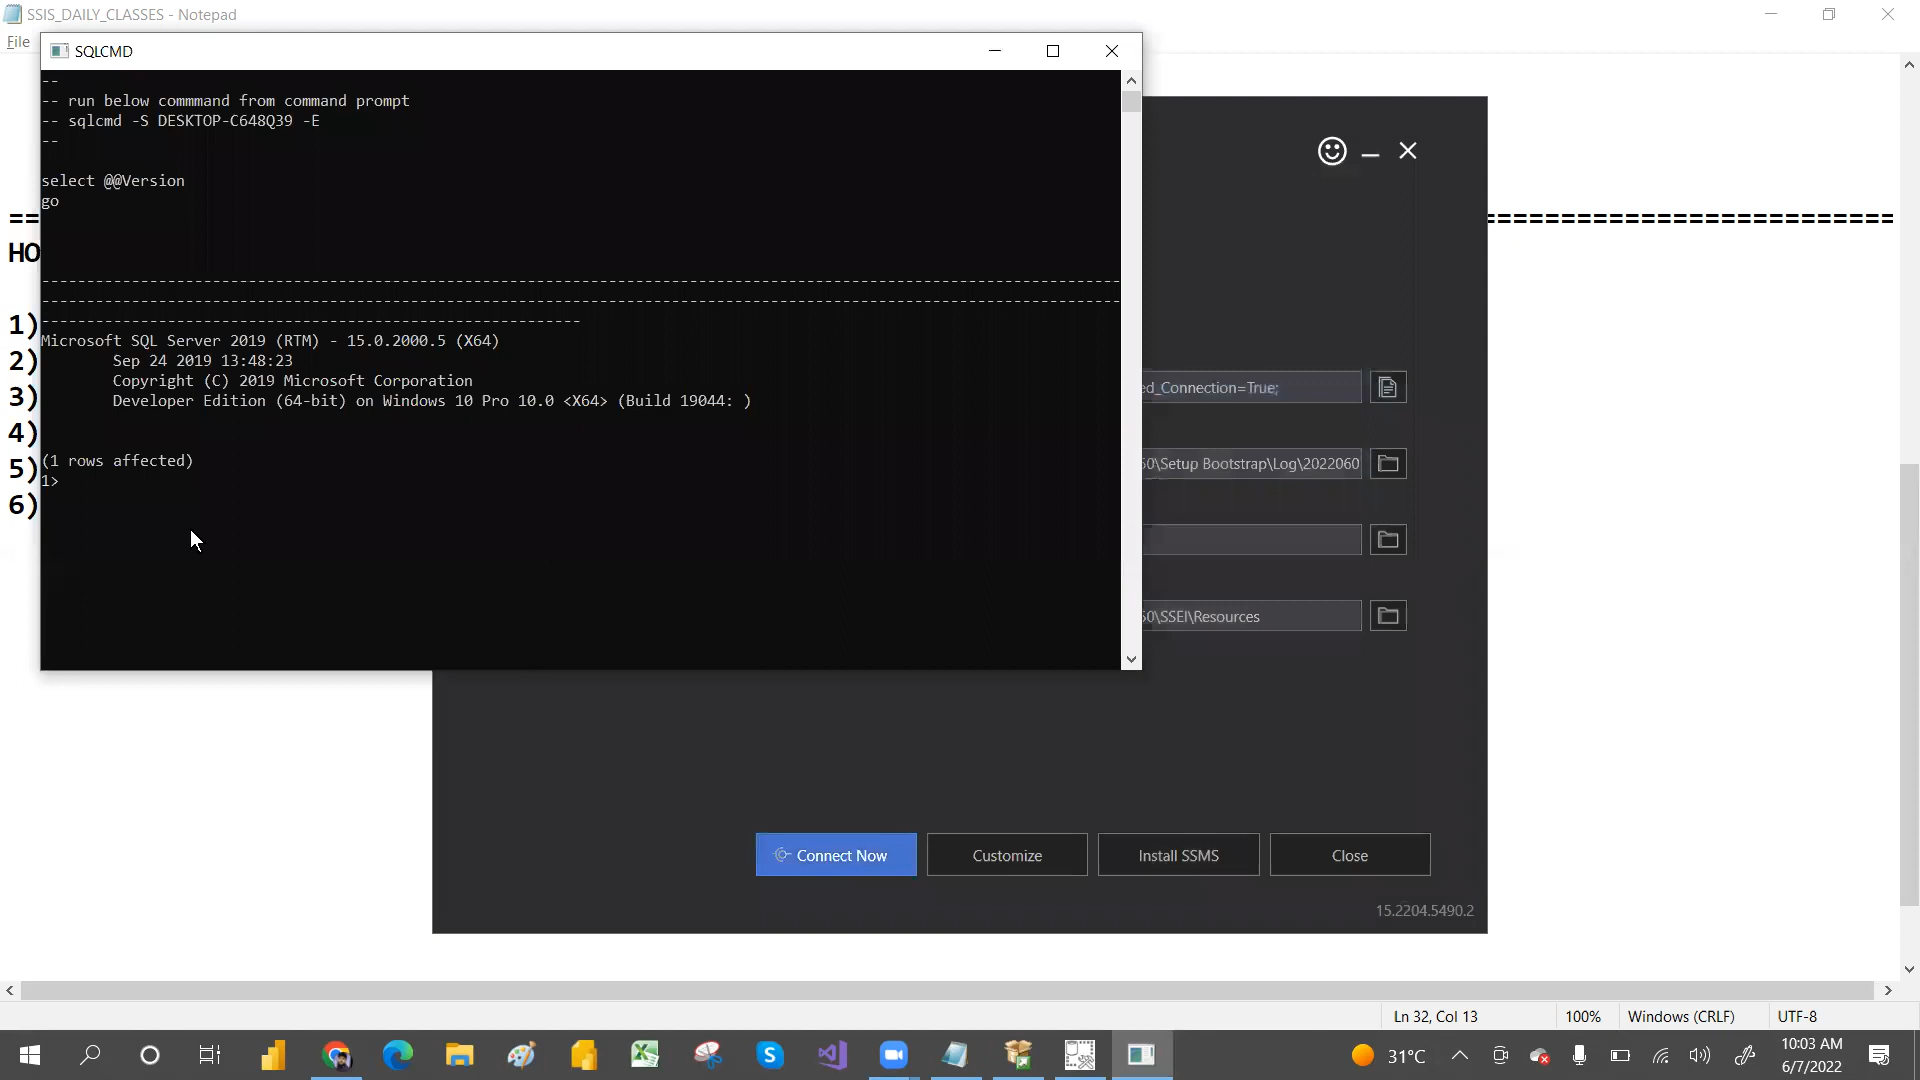 SSIS_DAILY_CLASSES - Notepad
File
SQLCMD
--
-- run below commmand from command prompt
-- sqlcmd -S DESKTOP-C648Q39 -E
--
select @@Version
go
HO
1)
2)
3)
4)
5)
6)
Microsoft SQL Server 2019 (RTM) - 15.0.2000.5 (X64)
Sep 24 2019 13:48:23
Copyright (C) 2019 Microsoft Corporation
Developer Edition (64-bit) on Windows 10 Pro 10.0 <X64> (Build 19044: )
(1 rows affected)
1>
ed_Connection=True;
50\Setup Bootstrap\Log\2022060
50\SSEI\Resources
Connect Now
Customize
Install SSMS
Close
15.2204.5490.2
Ln 32, Col 13
100%
Windows (CRLF)
UTF-8
31°C
10:03 AM
6/7/2022